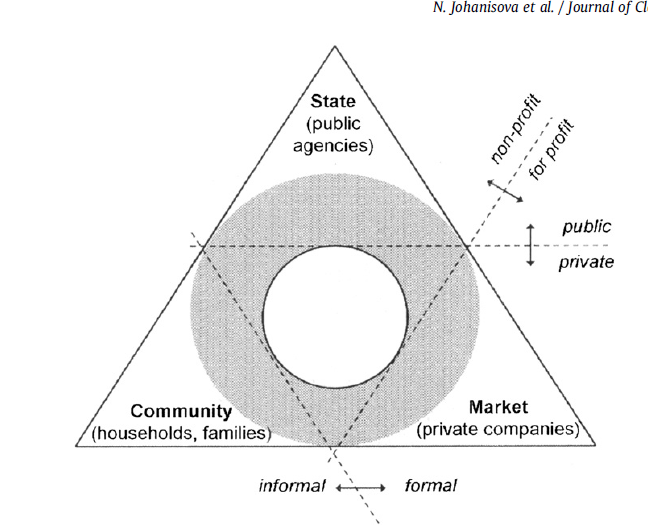 N. Johanisova et al. / Journal of Cl
State
(public
agencies)
non-profit
for profit
public
private
Community
(households, families)
Market
(private companies)
informal
formal